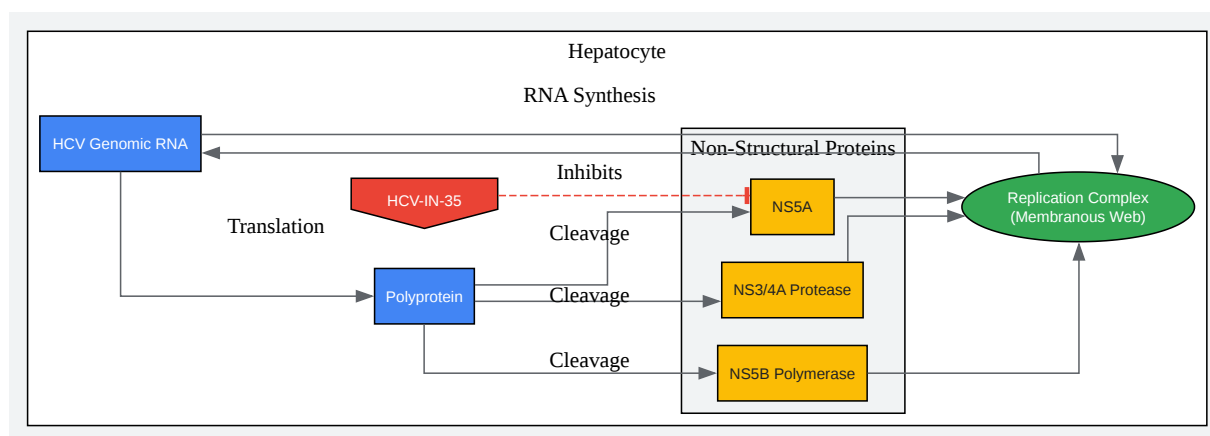 Hepatocyte
RNA Synthesis
HCV Genomic RNA
Non-Structural Proteins
Inhibits
HCV-IN-35
NS5A
Replication Complex
(Membranous Web)
Translation
Cleavage
Polyprotein
Cleavage
NS3/4A Protease
Cleavage
NS5B Polymerase